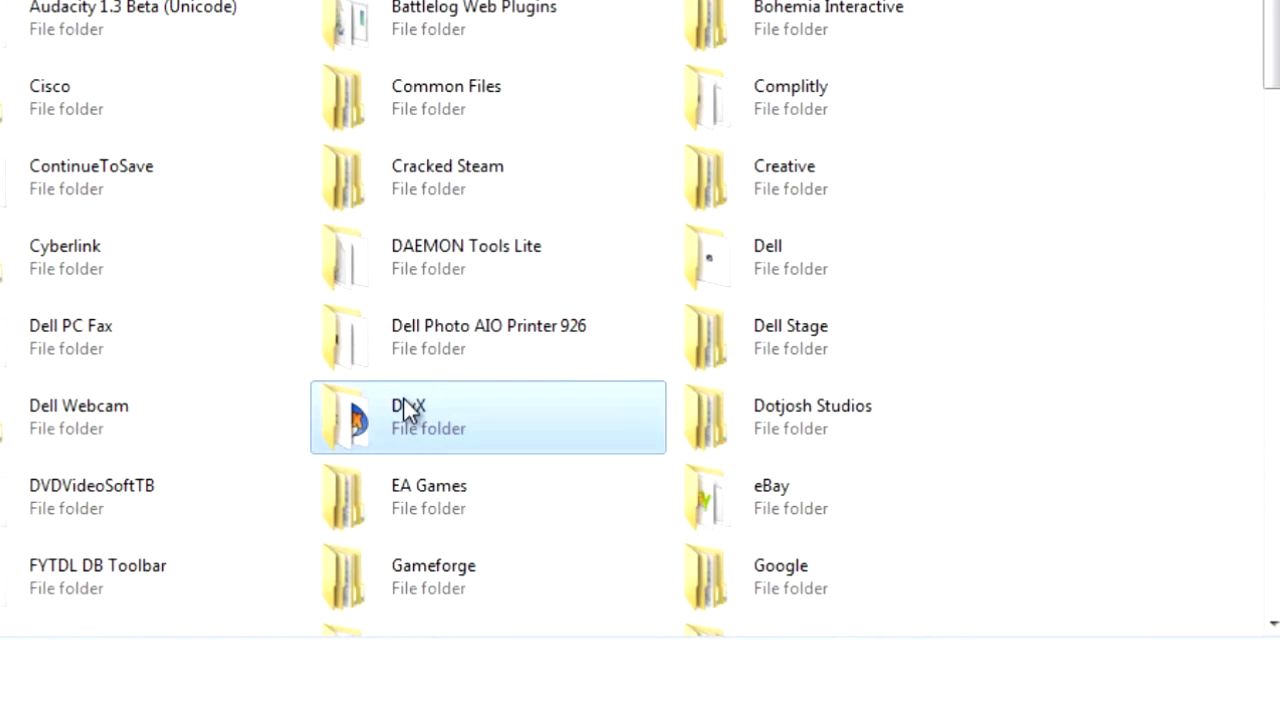 Audacity 1.3 Beta (Unicode)
File folder
Battlelog Web Plugins
File folder
Bohemia Interactive
File folder
Cisco
File folder
Common Files
File folder
Complitly
File folder
ContinueToSave
File folder
Cracked Steam
File folder
Creative
File folder
Cyberlink
File folder
DAEMON Tools Lite
File folder
Dell
File folder
Dell PC Fax
File folder
Dell Photo AIO Printer 926
File folder
Dell Stage
File folder
Dell Webcam
File folder
DivX
File folder
Dotjosh Studios
File folder
DVDVideoSoftTB
File folder
EA Games
File folder
eBay
File folder
FYTDL DB Toolbar
File folder
Gameforge
File folder
Google
File folder